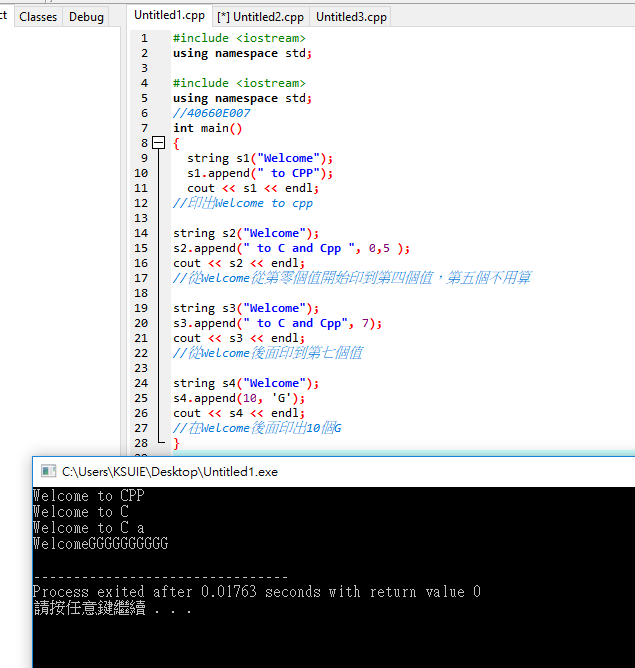 ct Classes Debug Untitled1.cpp [*] Untitled2.cpp Untitled3.cpp
1 #include <iostream>
2 using namespace std;
3
4 #include <iostream>
5 using namespace std;
6 //40660E007
7 int main()
8 {
9 string s1("Welcome");
10 s1.append(" to CPP");
11 cout << s1 << endl;
12 //印出Welcome to cpp
13
14 string s2("Welcome");
15 s2.append(" to C and Cpp ", 0,5 );
16 cout << s2 << endl;
17 //從Welcome從第零個值開始印到第四個值，第五個不用算
18
19 string s3("Welcome");
20 s3.append(" to C and Cpp", 7);
21 cout << s3 << endl;
22 //從Welcome後面印到第七個值
23
24 string s4("Welcome");
25 s4.append(10, 'G');
26 cout << s4 << endl;
27 //在Welcome後面印出10個G
28 }
C:\Users\KSUIE\Desktop\Untitled1.exe
Welcome to CPP
Welcome to C
Welcome to C a
WelcomeGGGGGGGGGG
--------------------------------
Process exited after 0.01763 seconds with return value 0
請按任意鍵繼續 . . .